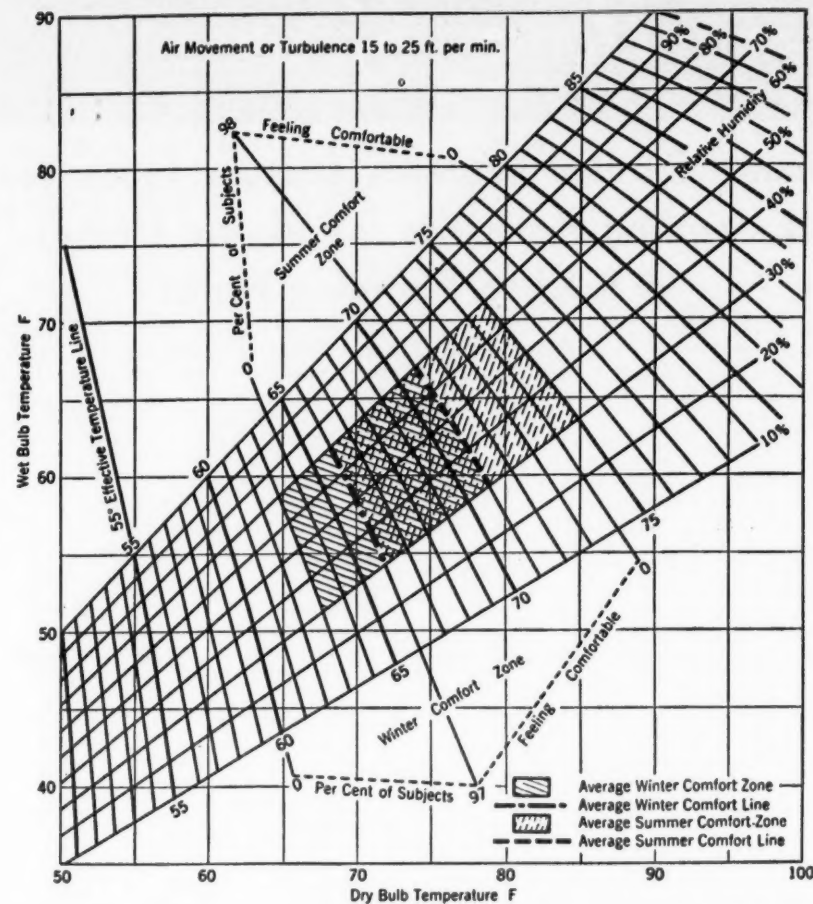 Air Movement or Turbulence 15 to 25 ft. per min.
90
80
70
60
50
40
Wet Bulb Temperature F
50
60
70
80
90
100
Dry Bulb Temperature F
55° Effective Temperature Line
98
Feeling Comfortable
0
Per Cent of Subjects
0
Summer Comfort
Zone
55
60
65
70
75
80
85
90%
80%
70%
60%
50%
40%
30%
20%
10%
Relative Humidity
55
60
65
70
75
0
Per Cent of Subjects
97
Feeling Comfortable
0
Winter Comfort Zone
Average Winter Comfort Zone
Average Winter Comfort Line
Average Summer Comfort-Zone
Average Summer Comfort Line